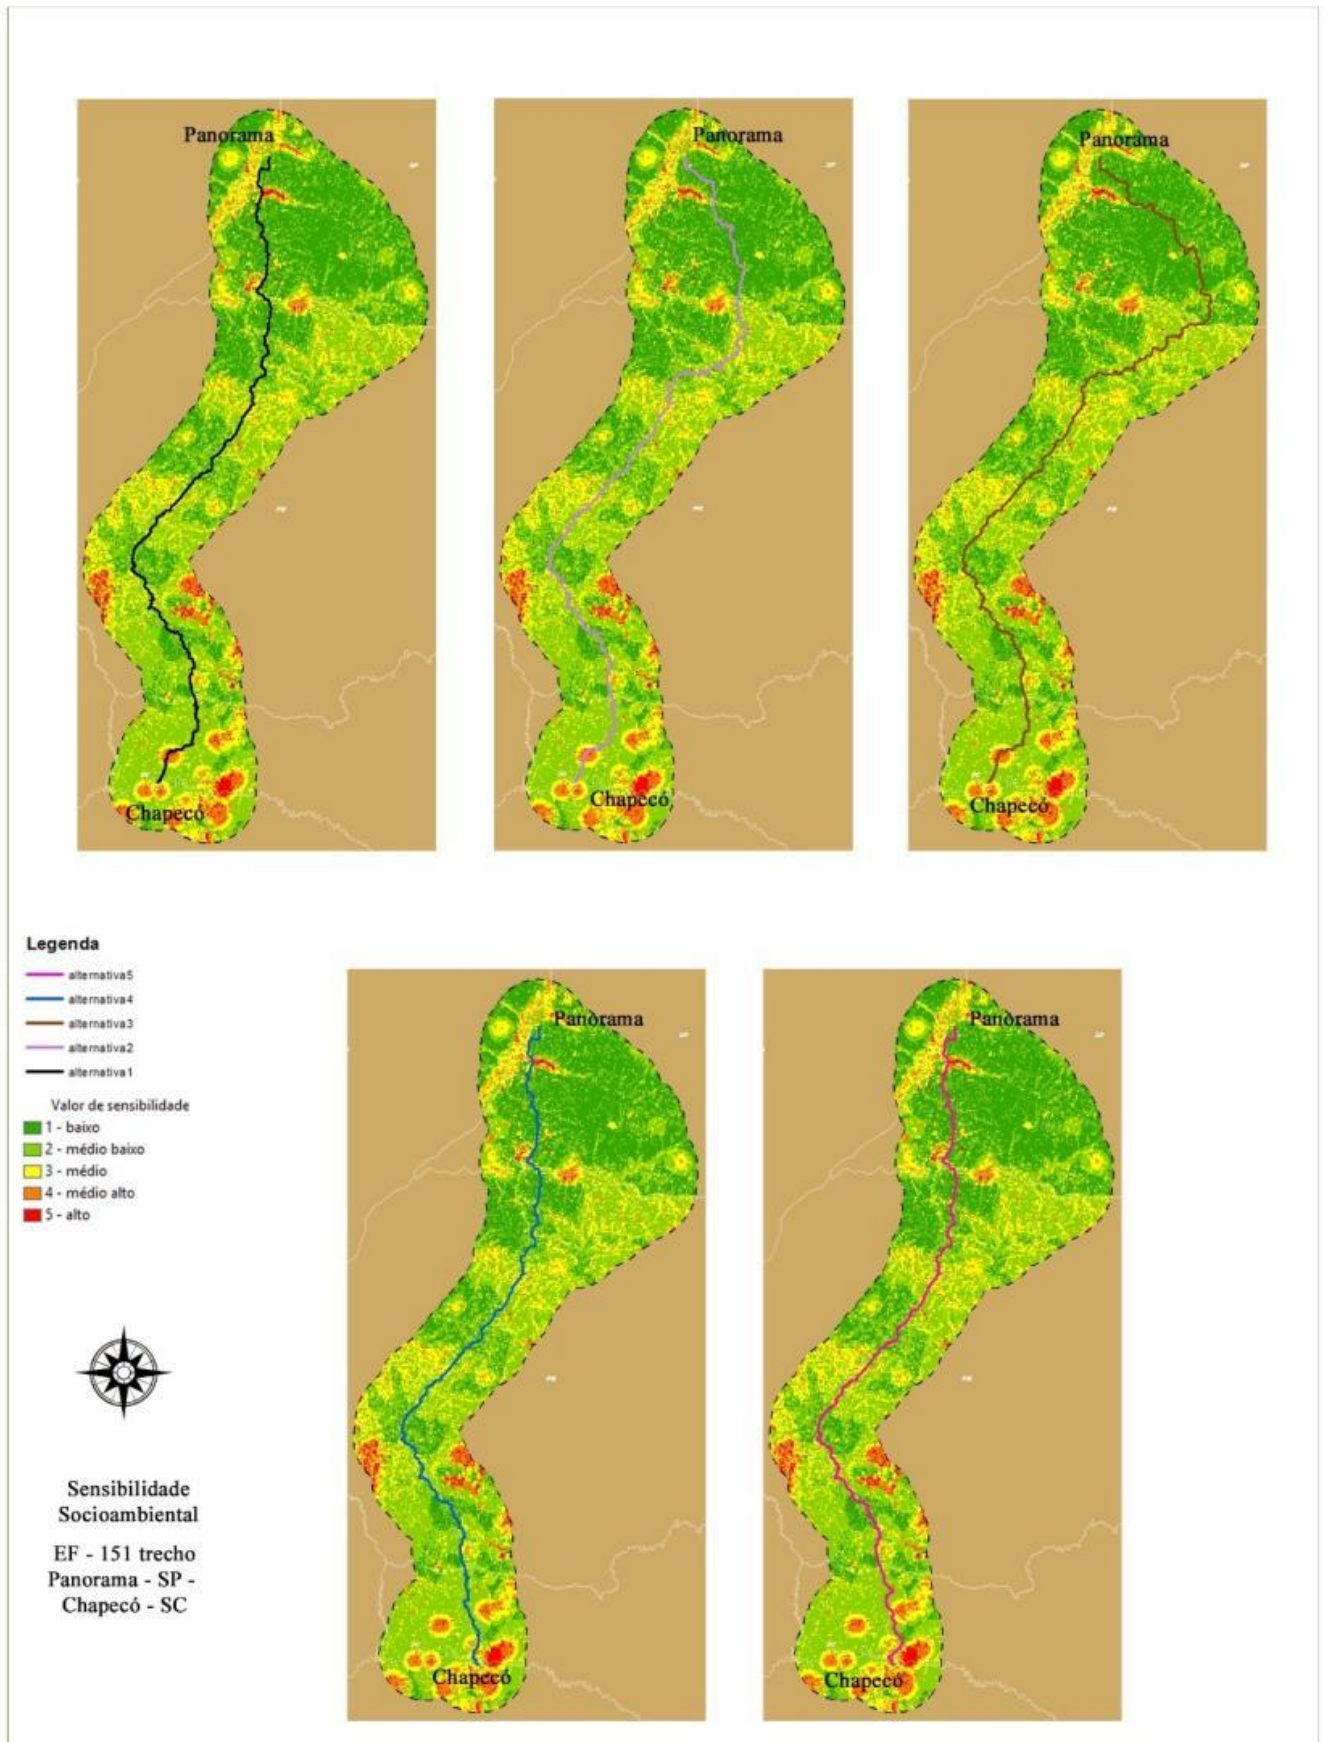 Panorama
Panorama
Panorama
Chapecó
Chapecó
Chapecó
Legenda
alternativa5
alternativa4
alternativa3
alternativa2
alternativa1
Valor de sensibilidade
1 - baixo
2 - médio baixo
3 - médio
4 - médio alto
5 - alto
Panorama
Panorama
Chapecó
Chapecó
Sensibilidade
Socioambiental
EF - 151 trecho
Panorama - SP -
Chapecó - SC